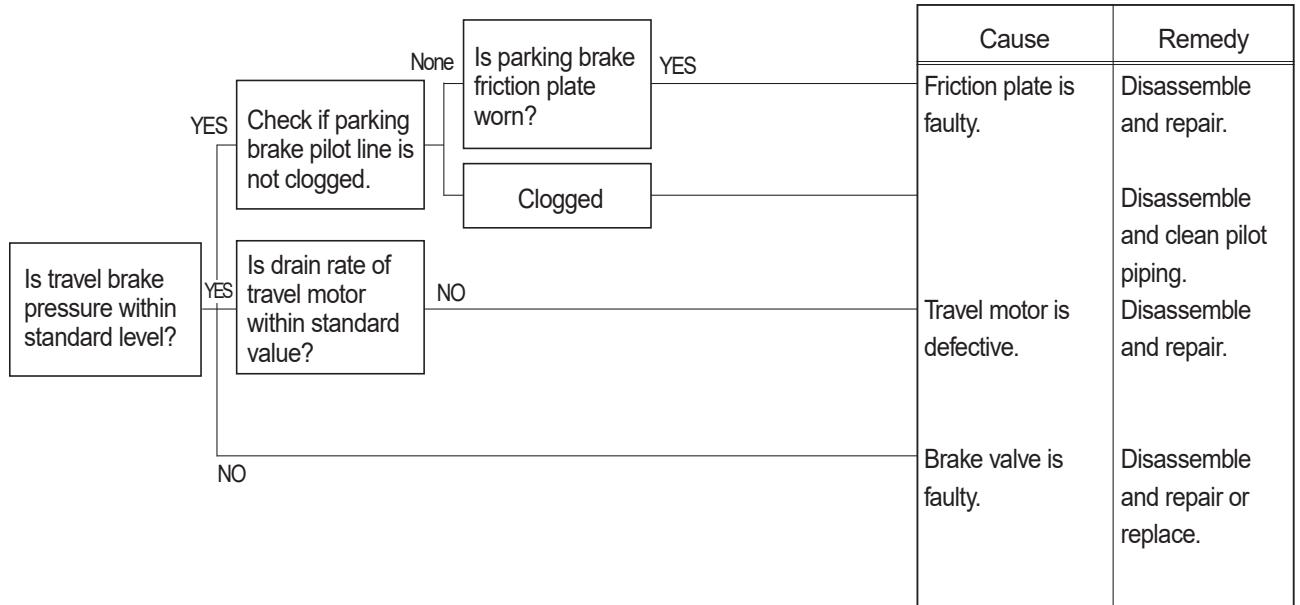 Cause
Remedy
None
Is parking brake
friction plate
worn?
YES
Friction plate is
faulty.
Disassemble
and repair.
YES
Check if parking
brake pilot line is
not clogged.
Clogged
Disassemble
and clean pilot
piping.
Is travel brake
pressure within
standard level?
YES
Is drain rate of
travel motor
within standard
value?
NO
Travel motor is
defective.
Disassemble
and repair.
NO
Brake valve is
faulty.
Disassemble
and repair or
replace.